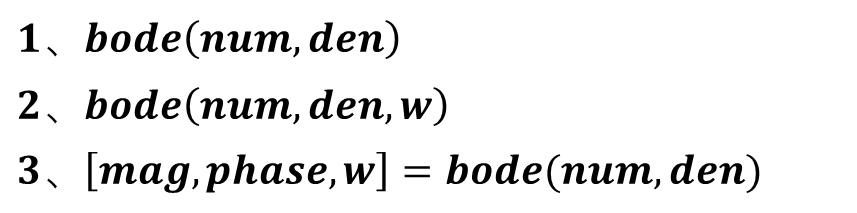 1、bode(num,den)
2、bode(num,den,w)
3、[mag,phase,w] = bode(num,den)